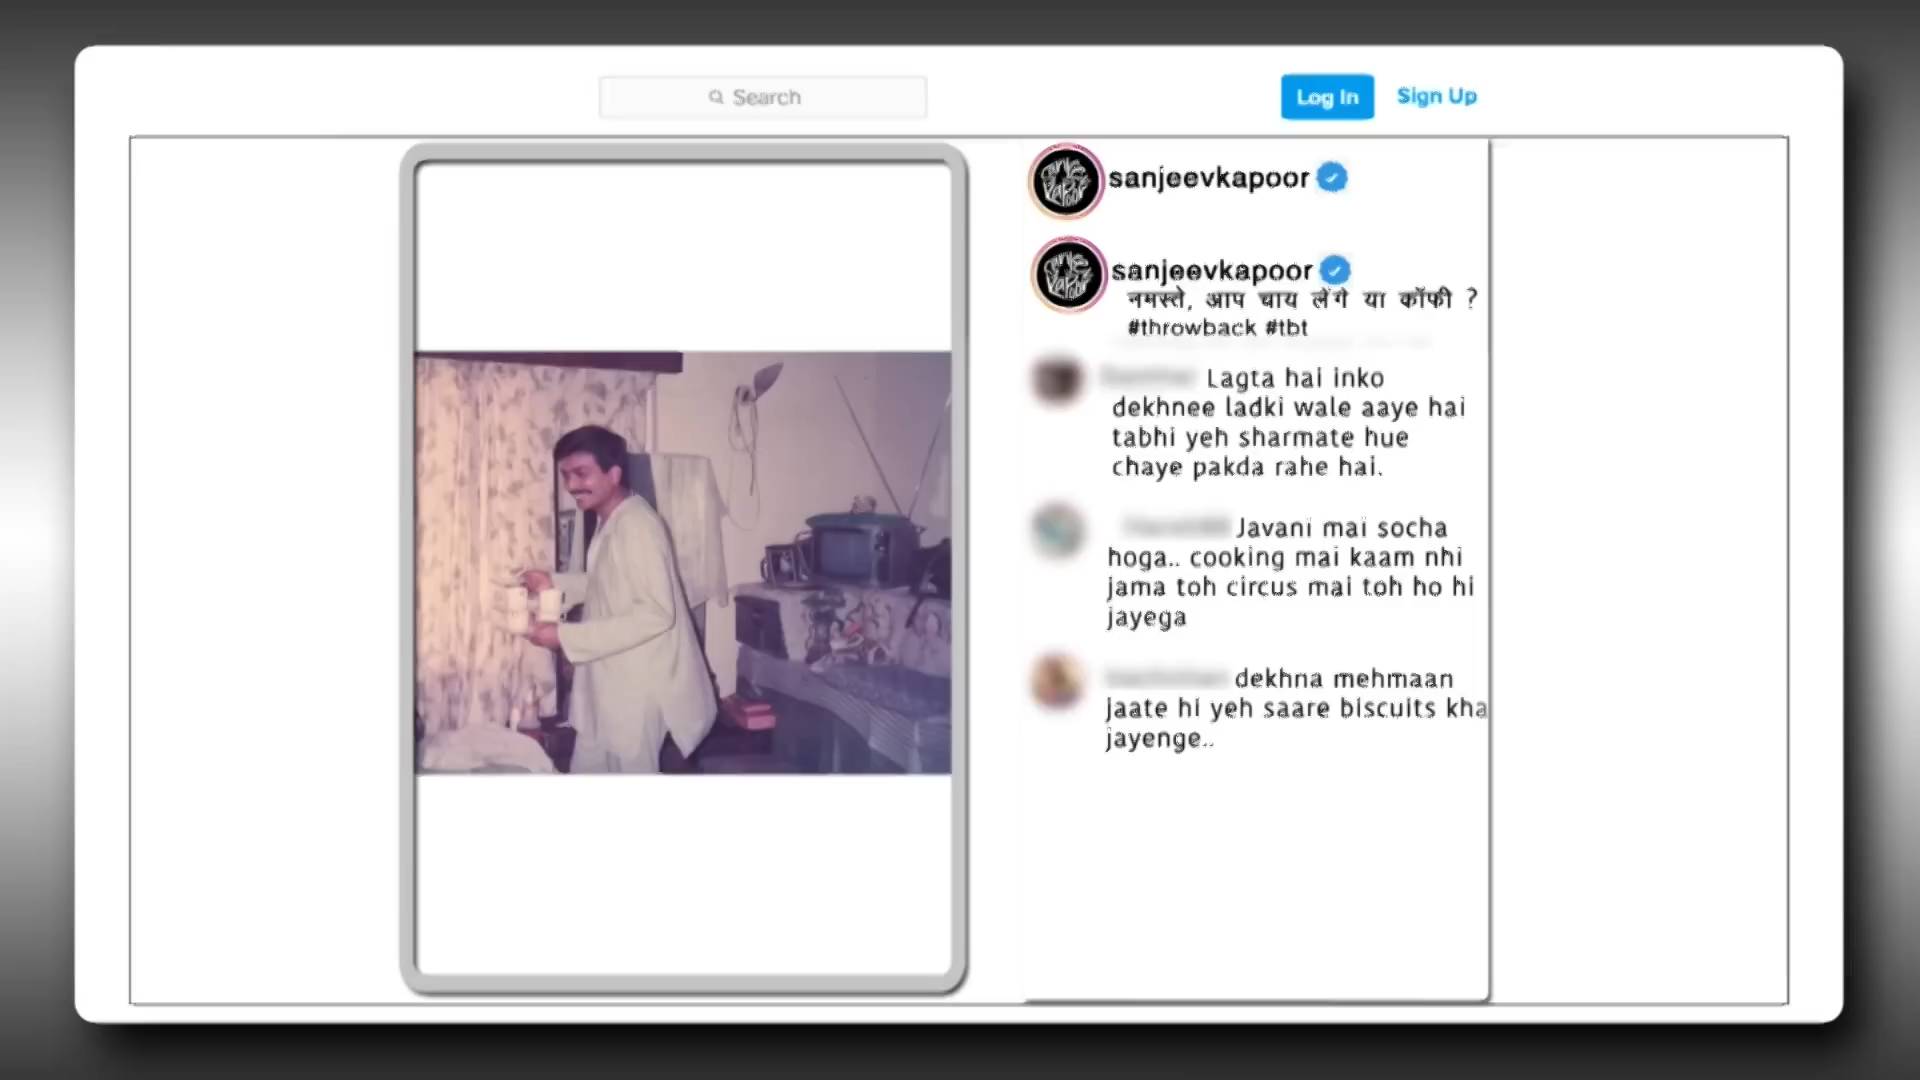 Search
Log In
Sign Up
sanjeevkapoor
sanjeevkapoor
नमस्ते, आप चाय लेंगे या कॉफी ?
#throwback #tbt
Lagta hai inko
dekhnee ladki wale aaye hai
tabhi yeh sharmate hue
chaye pakda rahe hai.
Javani mai socha
hoga.. cooking mai kaam nhi
jama toh circus mai toh ho hi
jayega
dekhna mehmaan
jaate hi yeh saare biscuits kha
jayenge..